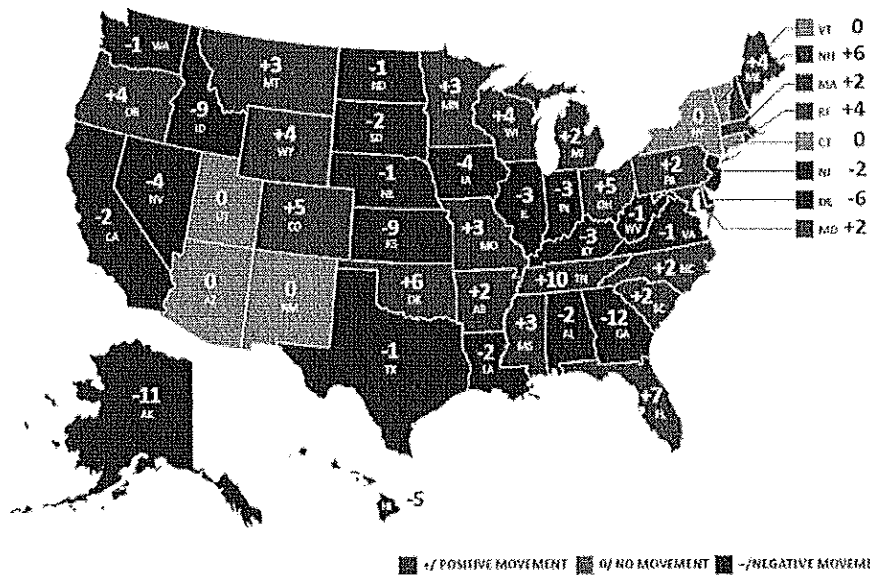 -1 WA
+3 MT
-1 ND
+3 MN
+4 OR
-9 ID
+4 WY
-2 SD
+4 WI
+2 MI
+4
VT 0
NH +6
MA +2
RI +4
CT 0
NJ -2
DE -6
MD +2
0
+2 PA
-4 NV
0 UT
+5 CO
-1 NE
-4 IA
-3 IL
-3 IN
+5 OH
-1 WV
-1 VA
-2 CA
-9 KS
+3 MO
-3 KY
0 AZ
0 NM
+6 OK
+2 AR
+10 TN
+2 NC
+2 SC
-1 TX
-2 LA
+3 MS
-2 AL
-12 GA
+7 FL
-11 AK
HI -5
+/ POSITIVE MOVEMENT 0/ NO MOVEMENT -/NEGATIVE MOVEME